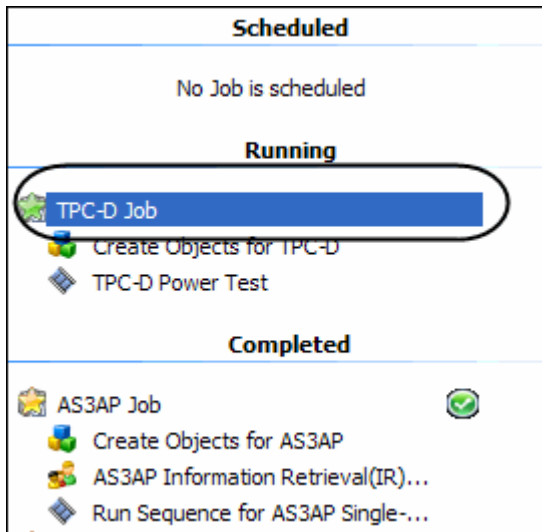 Scheduled
No Job is scheduled
Running
TPC-D Job
Create Objects for TPC-D
TPC-D Power Test
Completed
AS3AP Job
Create Objects for AS3AP
AS3AP Information Retrieval(IR)...
Run Sequence for AS3AP Single-...